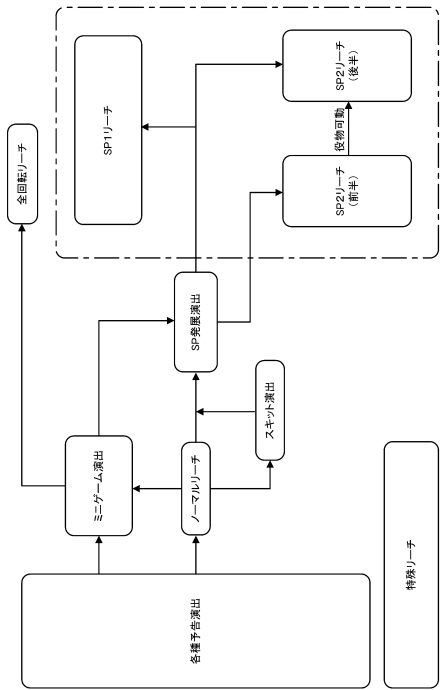 各種予告演出
ミニゲーム演出
ノーマルリーチ
スキット演出
SP発展演出
全回転リーチ
SP1リーチ
SP2リーチ
(前半)
役物可動
SP2リーチ
(後半)
特殊リーチ